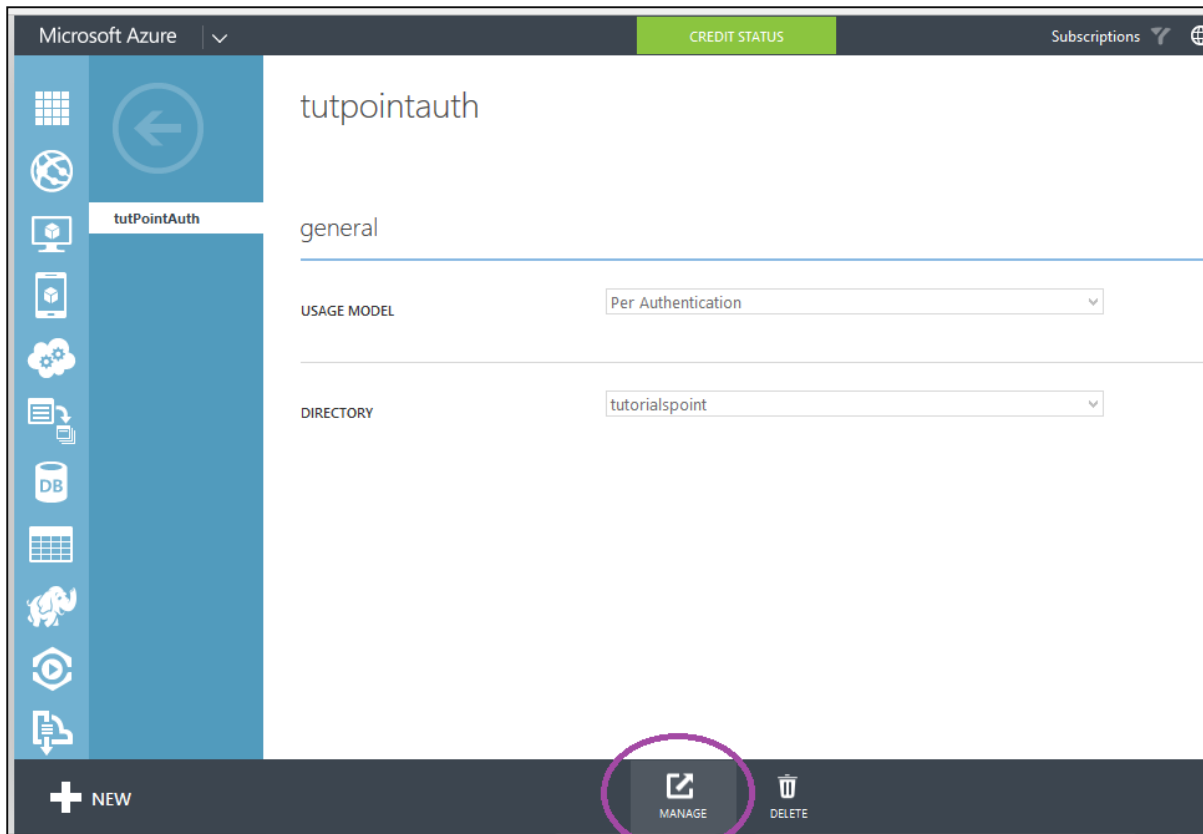 Microsoft Azure
CREDIT STATUS
Subscriptions
tutpointauth
tutPointAuth
general
USAGE MODEL
Per Authentication
DIRECTORY
tutorialspoint
DB
NEW
MANAGE
DELETE